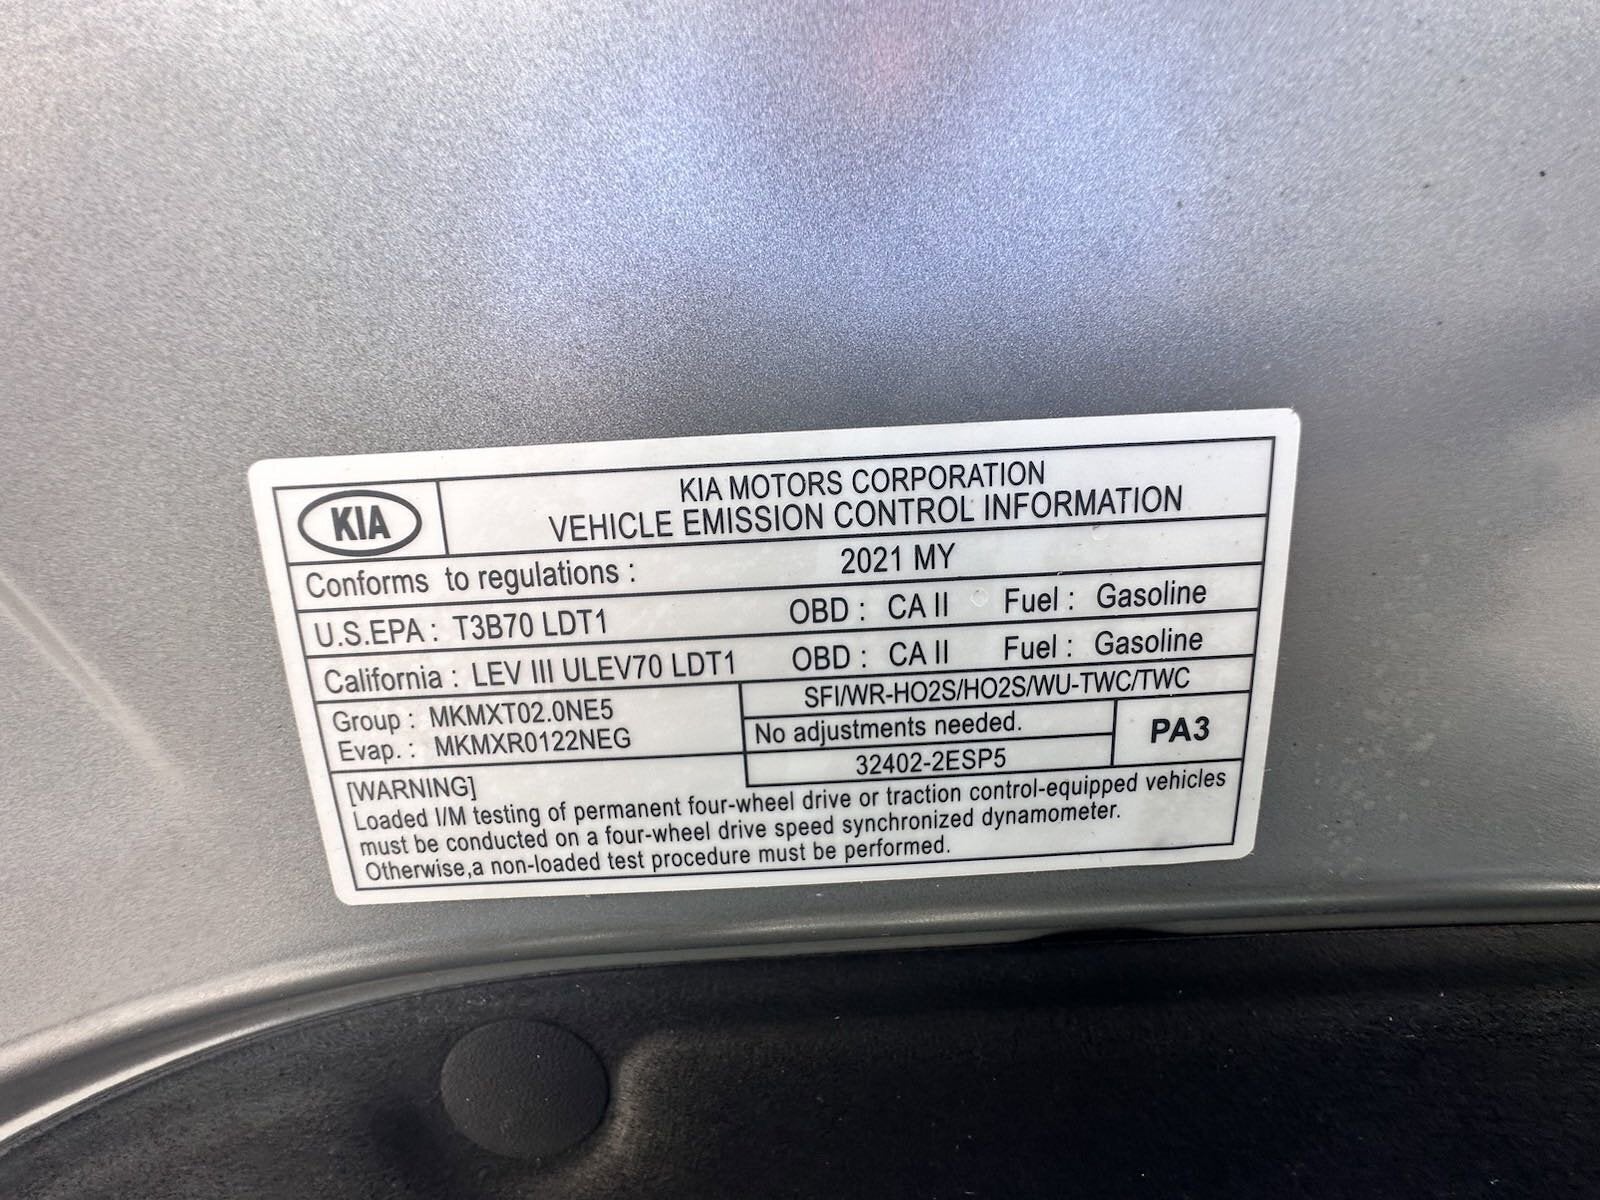 KIA
KIA MOTORS CORPORATION
VEHICLE EMISSION CONTROL INFORMATION
Conforms to regulations : 2021 MY
U.S.EPA : T3B70 LDT1 OBD : CA II Fuel : Gasoline
California : LEV III ULEV70 LDT1 OBD : CA II Fuel : Gasoline
Group : MKMXT02.0NE5
Evap. : MKMXR0122NEG
SFI/WR-HO2S/HO2S/WU-TWC/TWC
No adjustments needed.
32402-2ESP5
PA3
[WARNING]
Loaded I/M testing of permanent four-wheel drive or traction control-equipped vehicles
must be conducted on a four-wheel drive speed synchronized dynamometer.
Otherwise,a non-loaded test procedure must be performed.